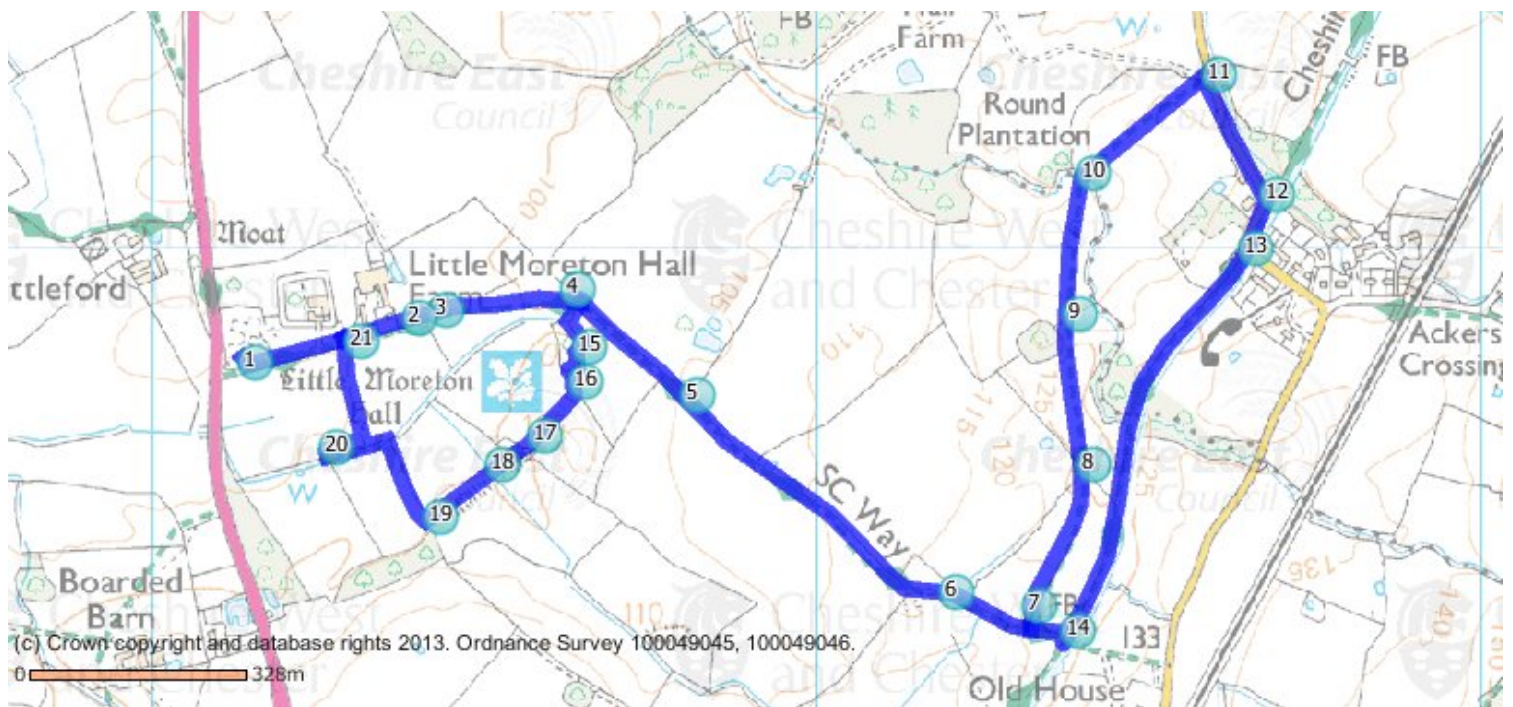 FB
Farm
Cheshire East
Council
Cheshire East
Council
11
Cheshir
FB
Round
Plantation
10
12
Cheshire West
and Chester
Moat
ttleford
Little Moreton Hall
Farm
4
Cheshire West
and Chester
105
100
13
2
3
110
9
1
21
15
Little Moreton
Hall
16
5
Ackers
Crossing
125
115
20
17
Cheshire East
Council
18
120
8
Cheshire East
Council
W
W
19
SC Way
125
135
Boarded
Barn
110
6
7
FB
14
133
140
Cheshire West
and Chester
(c) Crown copyright and database rights 2013. Ordnance Survey 100049045, 100049046.
0
328m
Old House